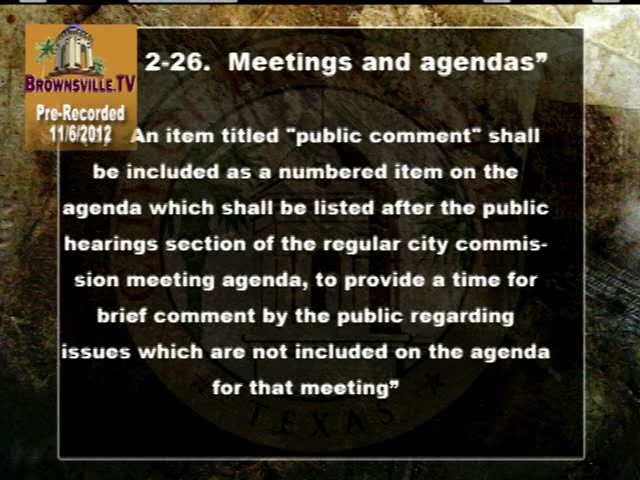 BROWNSVILLE.TV
Pre-Recorded
11/6/2012
2-26. Meetings and agendas”
An item titled "public comment" shall
be included as a numbered item on the
agenda which shall be listed after the public
hearings section of the regular city commis-
sion meeting agenda, to provide a time for
brief comment by the public regarding
issues which are not included on the agenda
for that meeting”
TEXAS